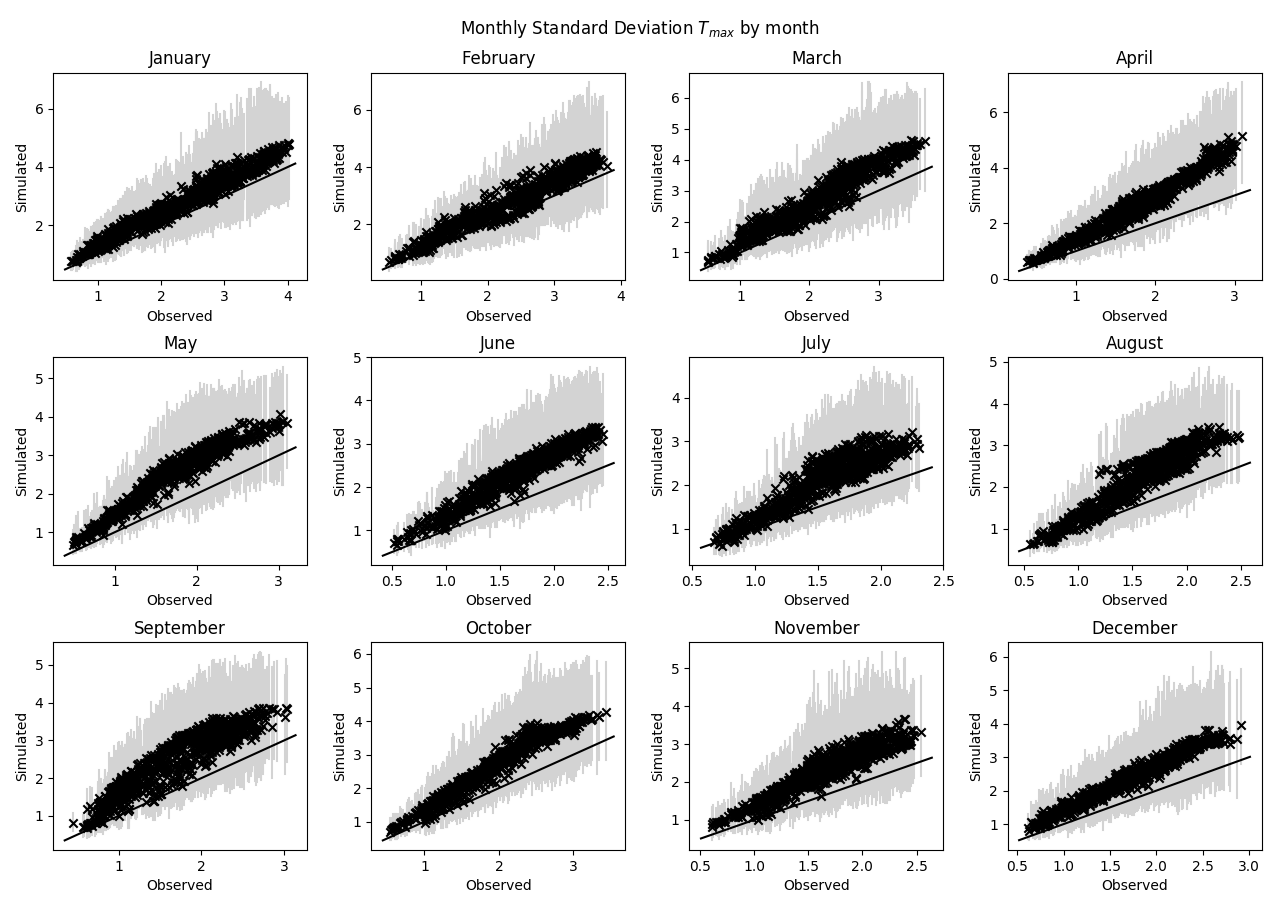 Monthly Standard Deviation T_max by month
January
February
March
April
Simulated
6
4
2
1
2
3
4
Observed
Simulated
6
4
2
1
2
3
4
Observed
Simulated
6
5
4
3
2
1
1
2
3
Observed
Simulated
6
4
2
0
1
2
3
Observed
May
June
July
August
Simulated
5
4
3
2
1
1
2
3
Observed
Simulated
5
4
3
2
1
0.5
1.0
1.5
2.0
2.5
Observed
Simulated
4
3
2
1
0.5
1.0
1.5
2.0
2.5
Observed
Simulated
5
4
3
2
1
0.5
1.0
1.5
2.0
2.5
Observed
September
October
November
December
Simulated
5
4
3
2
1
1
2
3
Observed
Simulated
6
5
4
3
2
1
1
2
3
Observed
Simulated
5
4
3
2
1
0.5
1.0
1.5
2.0
2.5
Observed
Simulated
6
5
4
3
2
1
0.5
1.0
1.5
2.0
2.5
3.0
Observed